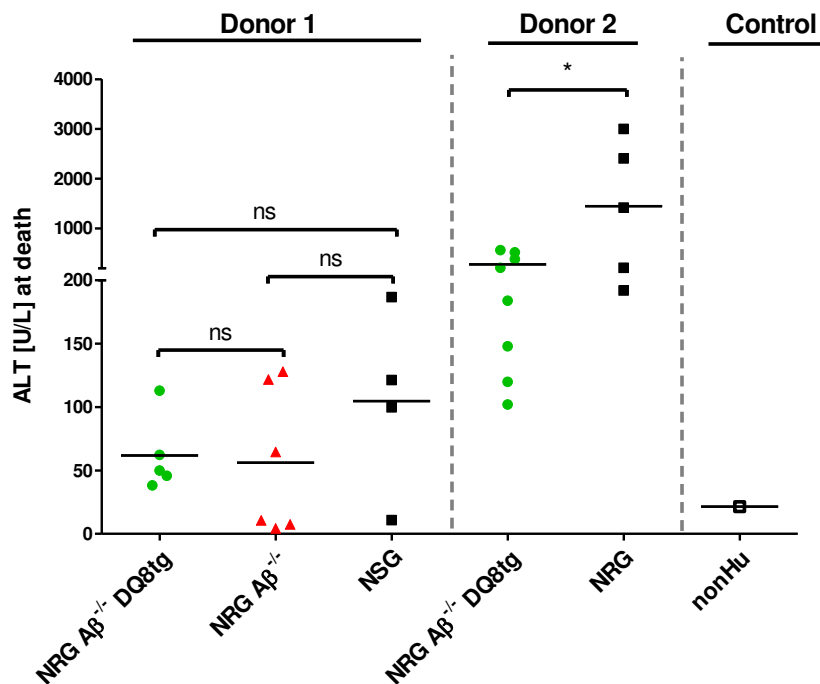 Donor 1 Donor 2 Control
*
ns
ns
ns
ALT [U/L] at death
4000
3000
2000
1000
200
150
100
50
0
NRG Aβ-/- DQ8tg
NRG Aβ-/-
NSG
NRG Aβ-/- DQ8tg
NRG
nonHu